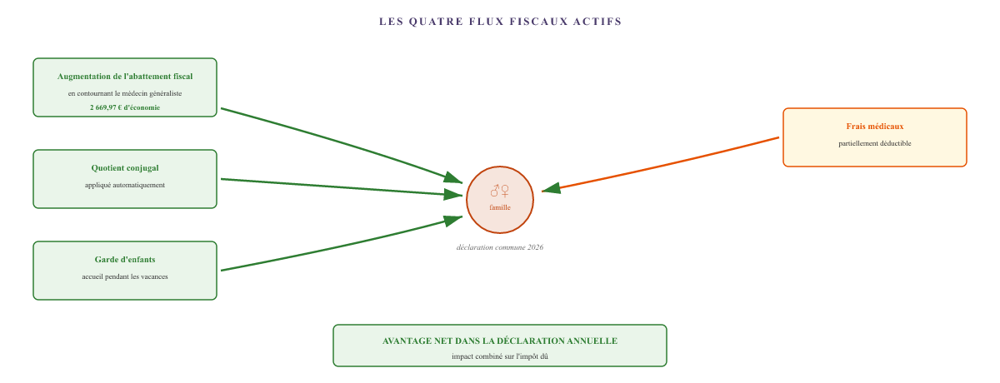 LES QUATRE FLUX FISCAUX ACTIFS
Augmentation de l'abattement fiscal
en contournant le médecin généraliste
2 669,97 € d'économie
Quotient conjugal
appliqué automatiquement
Garde d'enfants
accueil pendant les vacances
♂♀
famille
déclaration commune 2026
Frais médicaux
partiellement déductible
AVANTAGE NET DANS LA DÉCLARATION ANNUELLE
impact combiné sur l'impôt dû